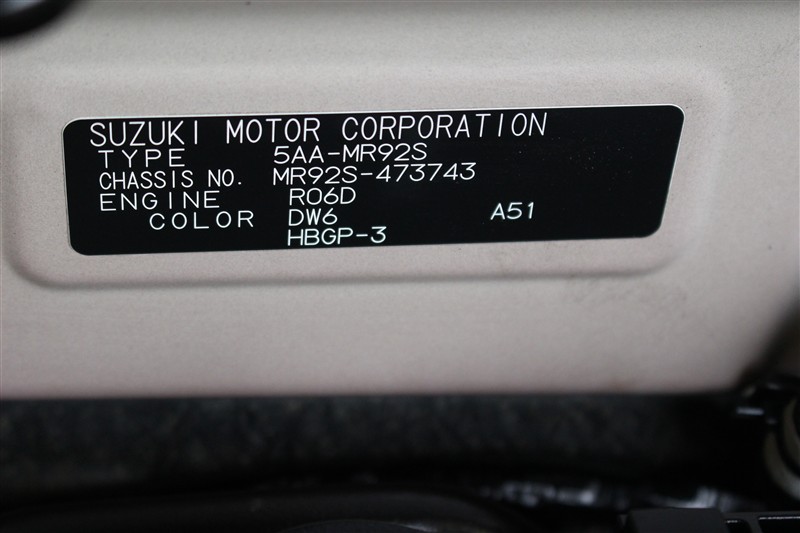 SUZUKI MOTOR CORPORATION
TYPE 5AA-MR92S
CHASSIS NO. MR92S-473743
ENGINE R06D
COLOR DW6 A51
HBGP-3